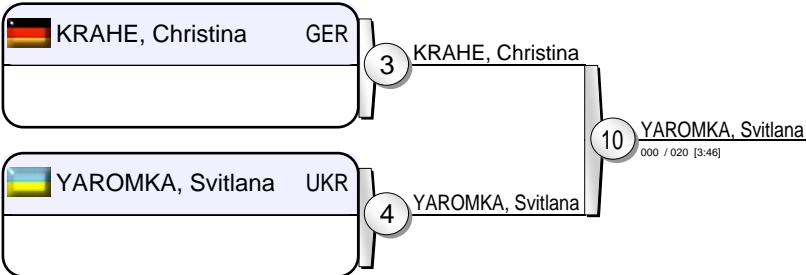 KRAHE, Christina GER
3
KRAHE, Christina
10
YAROMKA, Svitlana
000 / 020 [3:46]
YAROMKA, Svitlana UKR
4
YAROMKA, Svitlana